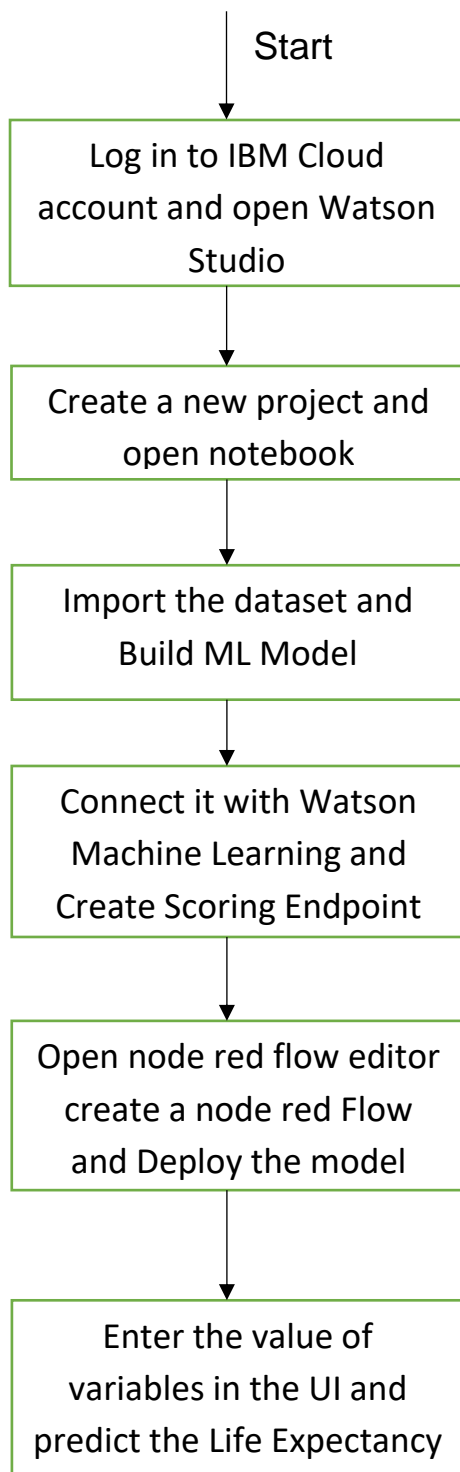 Start
Log in to IBM Cloud
account and open Watson
Studio
Create a new project and
open notebook
Import the dataset and
Build ML Model
Connect it with Watson
Machine Learning and
Create Scoring Endpoint
Open node red flow editor
create a node red Flow
and Deploy the model
Enter the value of
variables in the UI and
predict the Life Expectancy